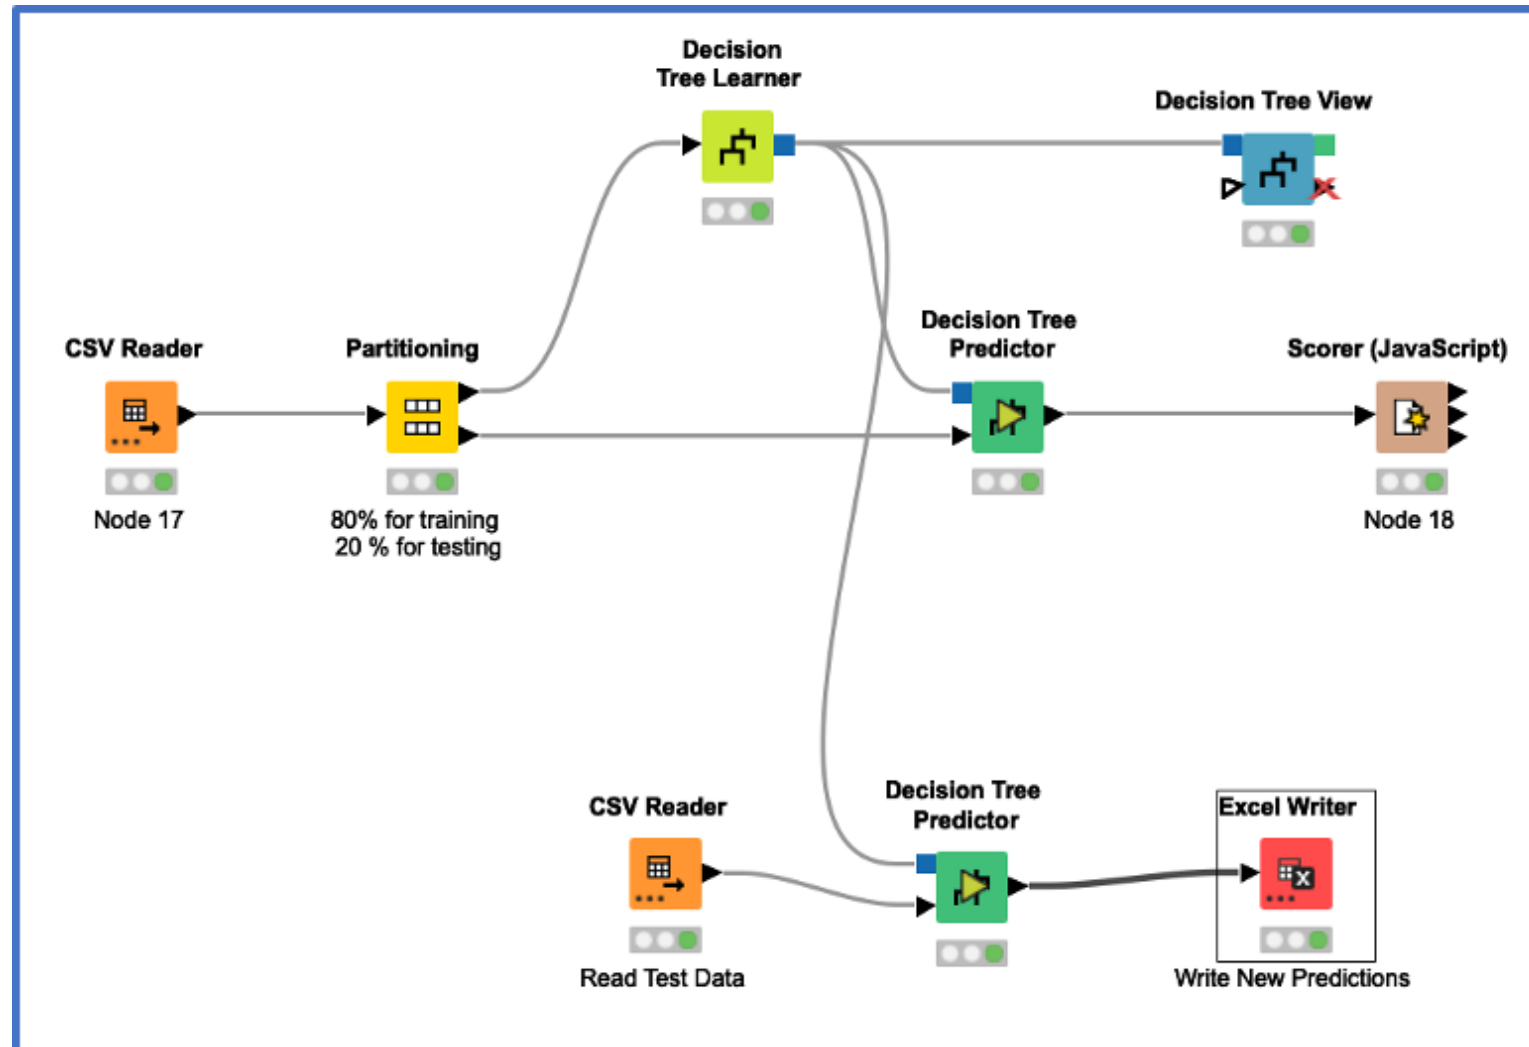 Decision
Tree Learner
Decision Tree View
CSV Reader
Partitioning
Decision Tree
Predictor
Scorer (JavaScript)
Node 17
80% for training
20 % for testing
Node 18
CSV Reader
Decision Tree
Predictor
Excel Writer
X
Read Test Data
Write New Predictions